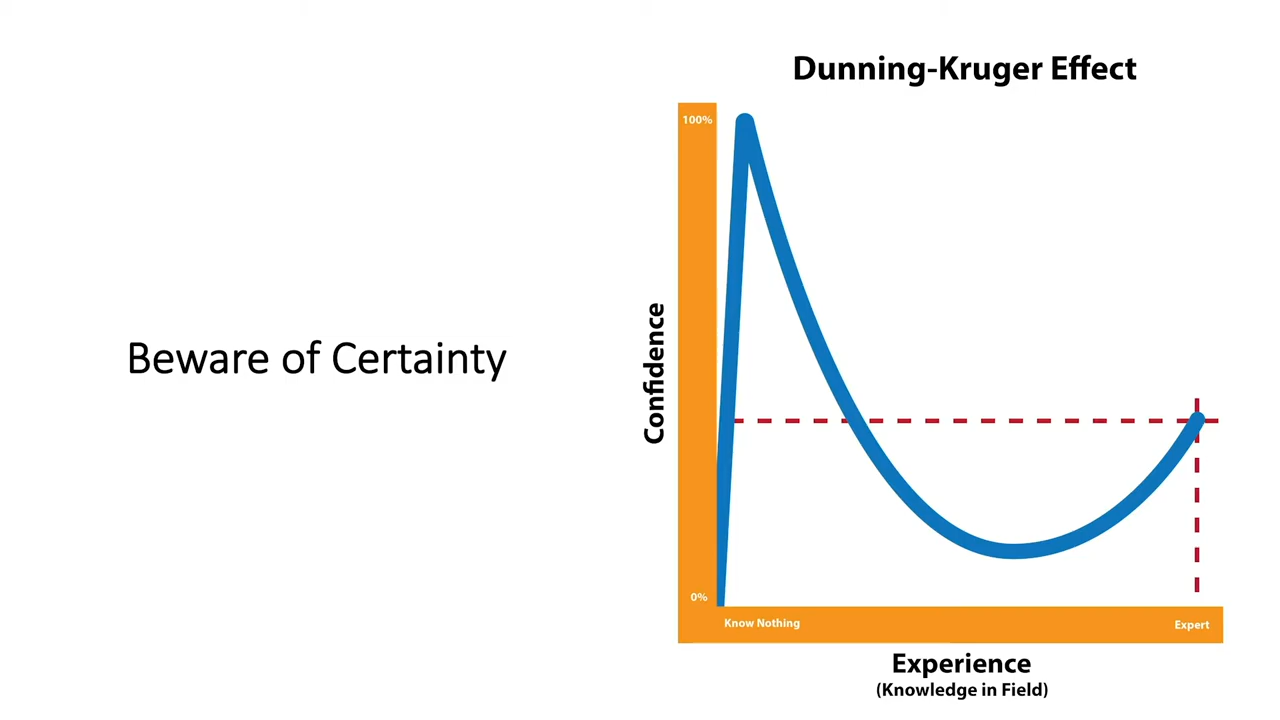 Beware of Certainty
Dunning-Kruger Effect
100%
Confidence
0%
Know Nothing
Expert
Experience
(Knowledge in Field)